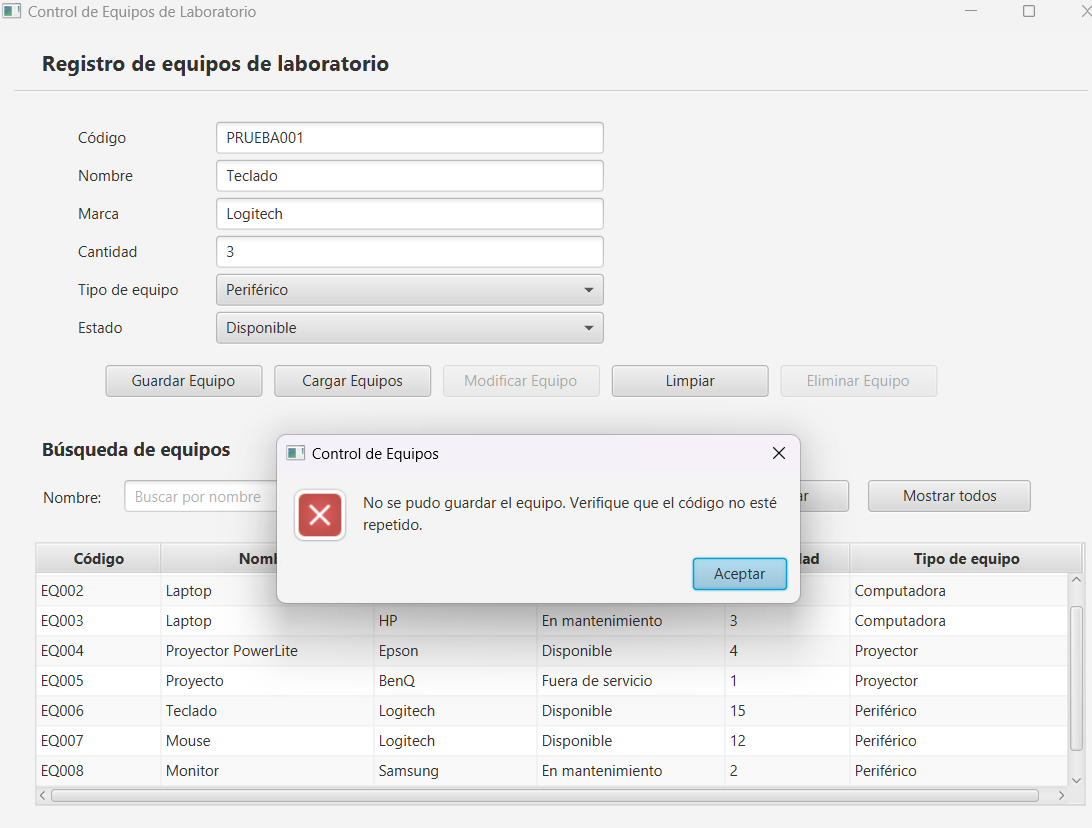 Control de Equipos de Laboratorio
Registro de equipos de laboratorio
Código PRUEBA001
Nombre Teclado
Marca Logitech
Cantidad 3
Tipo de equipo Periférico
Estado Disponible
Guardar Equipo Cargar Equipos Modificar Equipo Limpiar Eliminar Equipo
Búsqueda de equipos
Control de Equipos
No se pudo guardar el equipo. Verifique que el código no esté
repetido.
Aceptar
Nombre: Buscar por nombre Mostrar todos
Código Tipo de equipo
EQ002 Laptop Computadora
EQ003 Laptop HP En mantenimiento 3 Computadora
EQ004 Proyector PowerLite Epson Disponible 4 Proyector
EQ005 Proyecto BenQ Fuera de servicio 1 Proyector
EQ006 Teclado Logitech Disponible 15 Periférico
EQ007 Mouse Logitech Disponible 12 Periférico
EQ008 Monitor Samsung En mantenimiento 2 Periférico